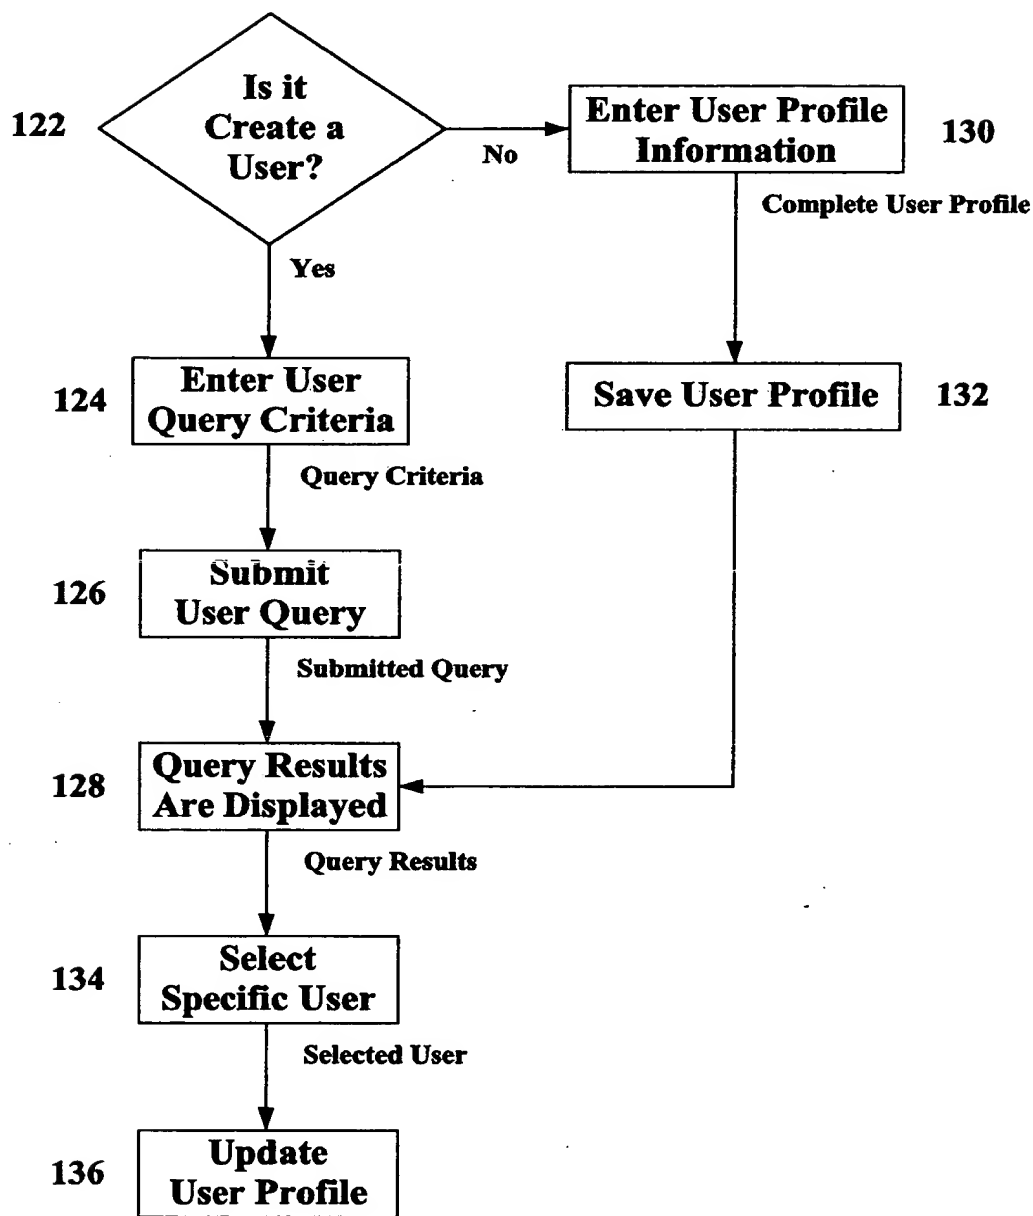 Is it
Create a
User?
122
No
Enter User Profile
Information
130
Complete User Profile
Yes
Enter User
Query Criteria
124
Save User Profile
132
Query Criteria
Submit
User Query
126
Submitted Query
Query Results
Are Displayed
128
Query Results
Select
Specific User
134
Selected User
Update
User Profile
136